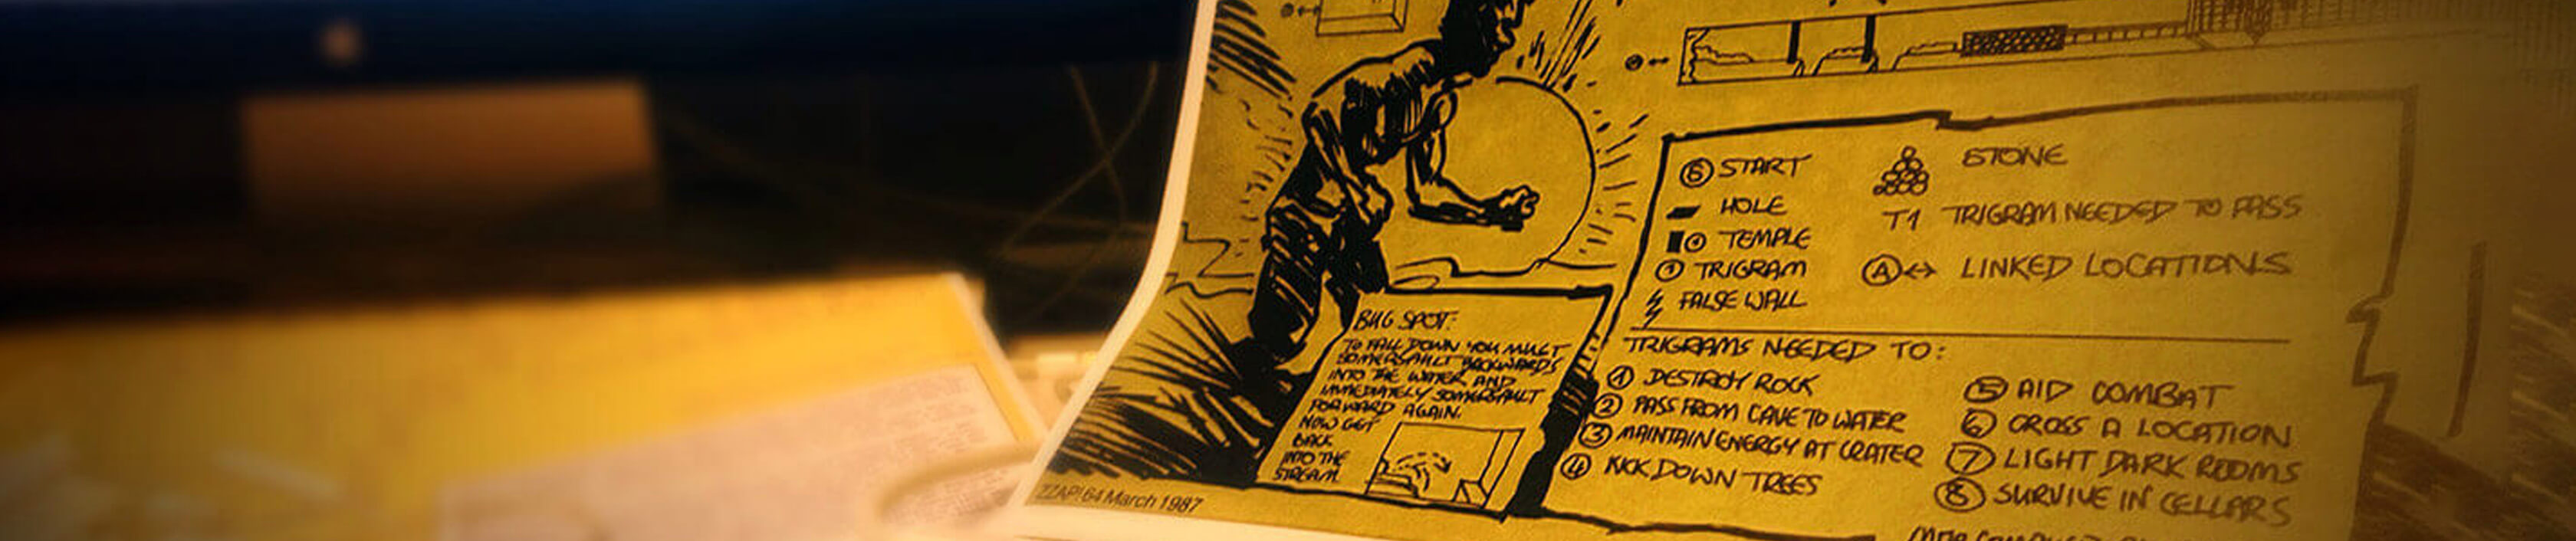 S START
HOLE
TEMPLE
1 TRIGRAM
FALSE WALL
STONE
T1 TRIGRAM NEEDED TO PASS
A↔ LINKED LOCATIONS
TRIGRAMS NEEDED TO:
1 DESTROY ROCK
2 PASS FROM CAVE TO WATER
3 MAINTAIN ENERGY AT CRATER
4 KICK DOWN TREES
5 AID COMBAT
6 CROSS A LOCATION
7 LIGHT DARK ROOMS
8 SURVIVE IN CELLARS
BUG SPOT:
TO FALL DOWN YOU MUST
SOMERSAULT BACKWARDS
INTO THE WATER AND
IMMEDIATELY SOMERSAULT
FORWARD AGAIN.
NOW GET
BACK
INTO THE
STREAM.
ZZAP!64 March 1987